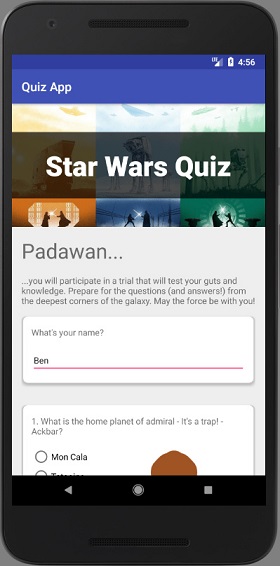 4:56
Quiz App
Star Wars Quiz
Padawan...
...you will participate in a trial that will test your guts and
knowledge. Prepare for the questions (and answers!) from
the deepest corners of the galaxy. May the force be with you!
What's your name?
Ben
1. What is the home planet of admiral - It's a trap! -
Ackbar?
Mon Cala